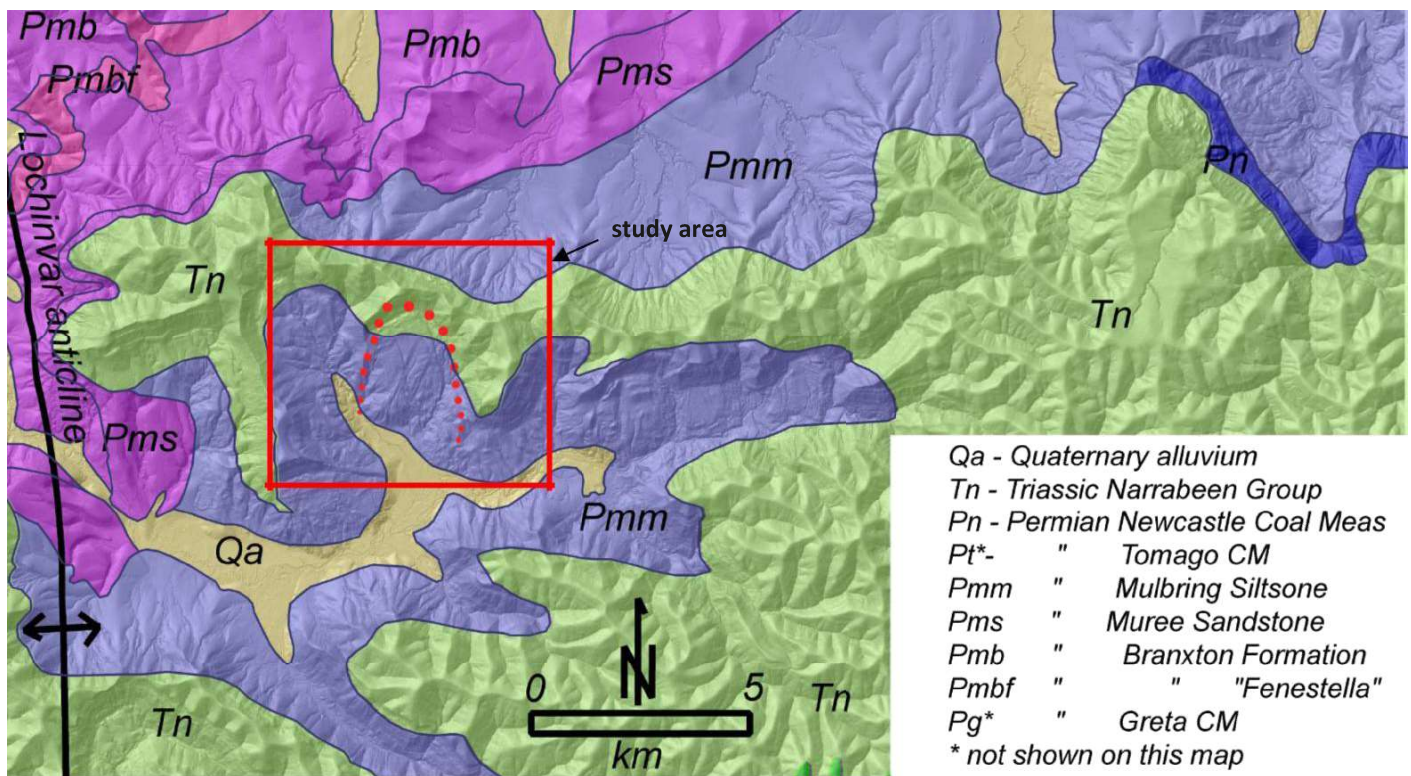 Pmb
Pmb
Pmbf
Pms
Pmm
Pn
Lochinvar anticline
study area
Tn
Tn
Pms
Qa
Pmm
N
0 5
km
Tn
Tn
Qa - Quaternary alluvium
Tn - Triassic Narrabeen Group
Pn - Permian Newcastle Coal Meas
Pt*- " Tomago CM
Pmm " Mulbring Siltsone
Pms " Muree Sandstone
Pmb " Branxton Formation
Pmbf " " "Fenestella"
Pg* " Greta CM
* not shown on this map